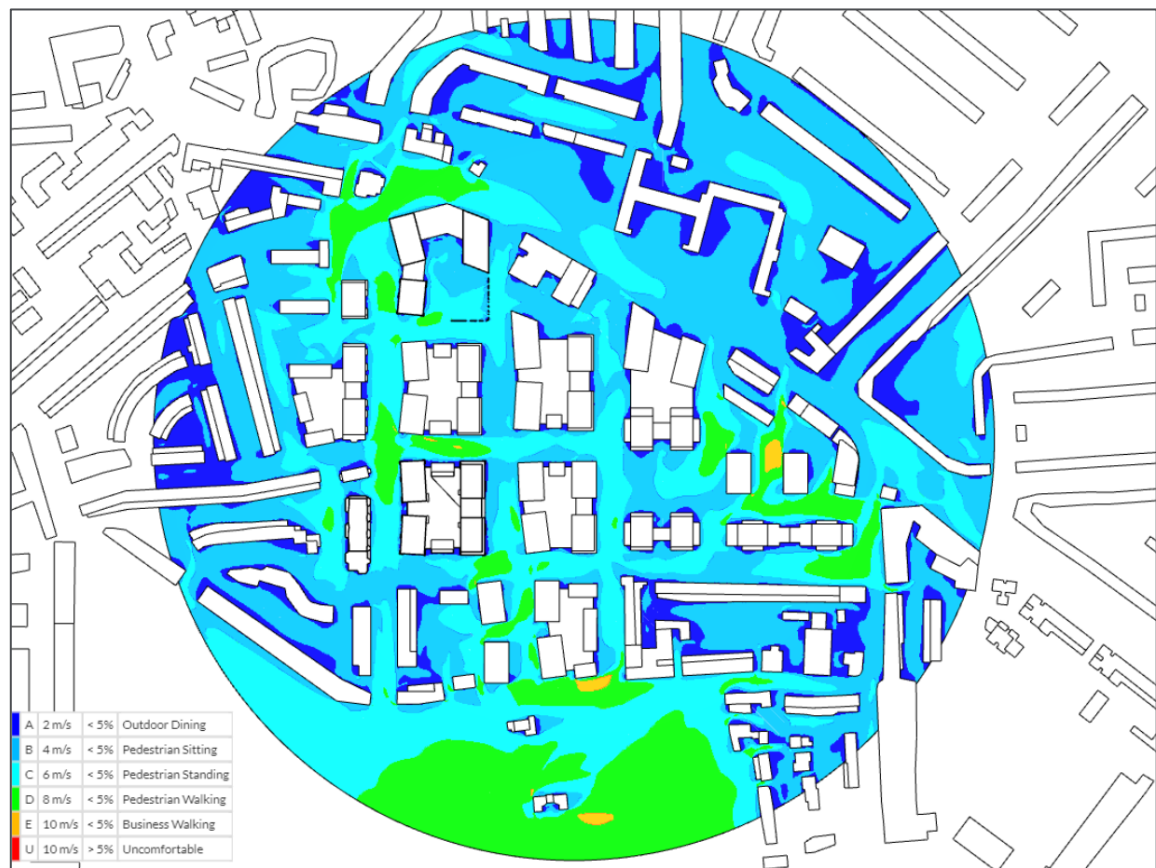 A 2 m/s < 5% Outdoor Dining
B 4 m/s < 5% Pedestrian Sitting
C 6 m/s < 5% Pedestrian Standing
D 8 m/s < 5% Pedestrian Walking
E 10 m/s < 5% Business Walking
U 10 m/s > 5% Uncomfortable